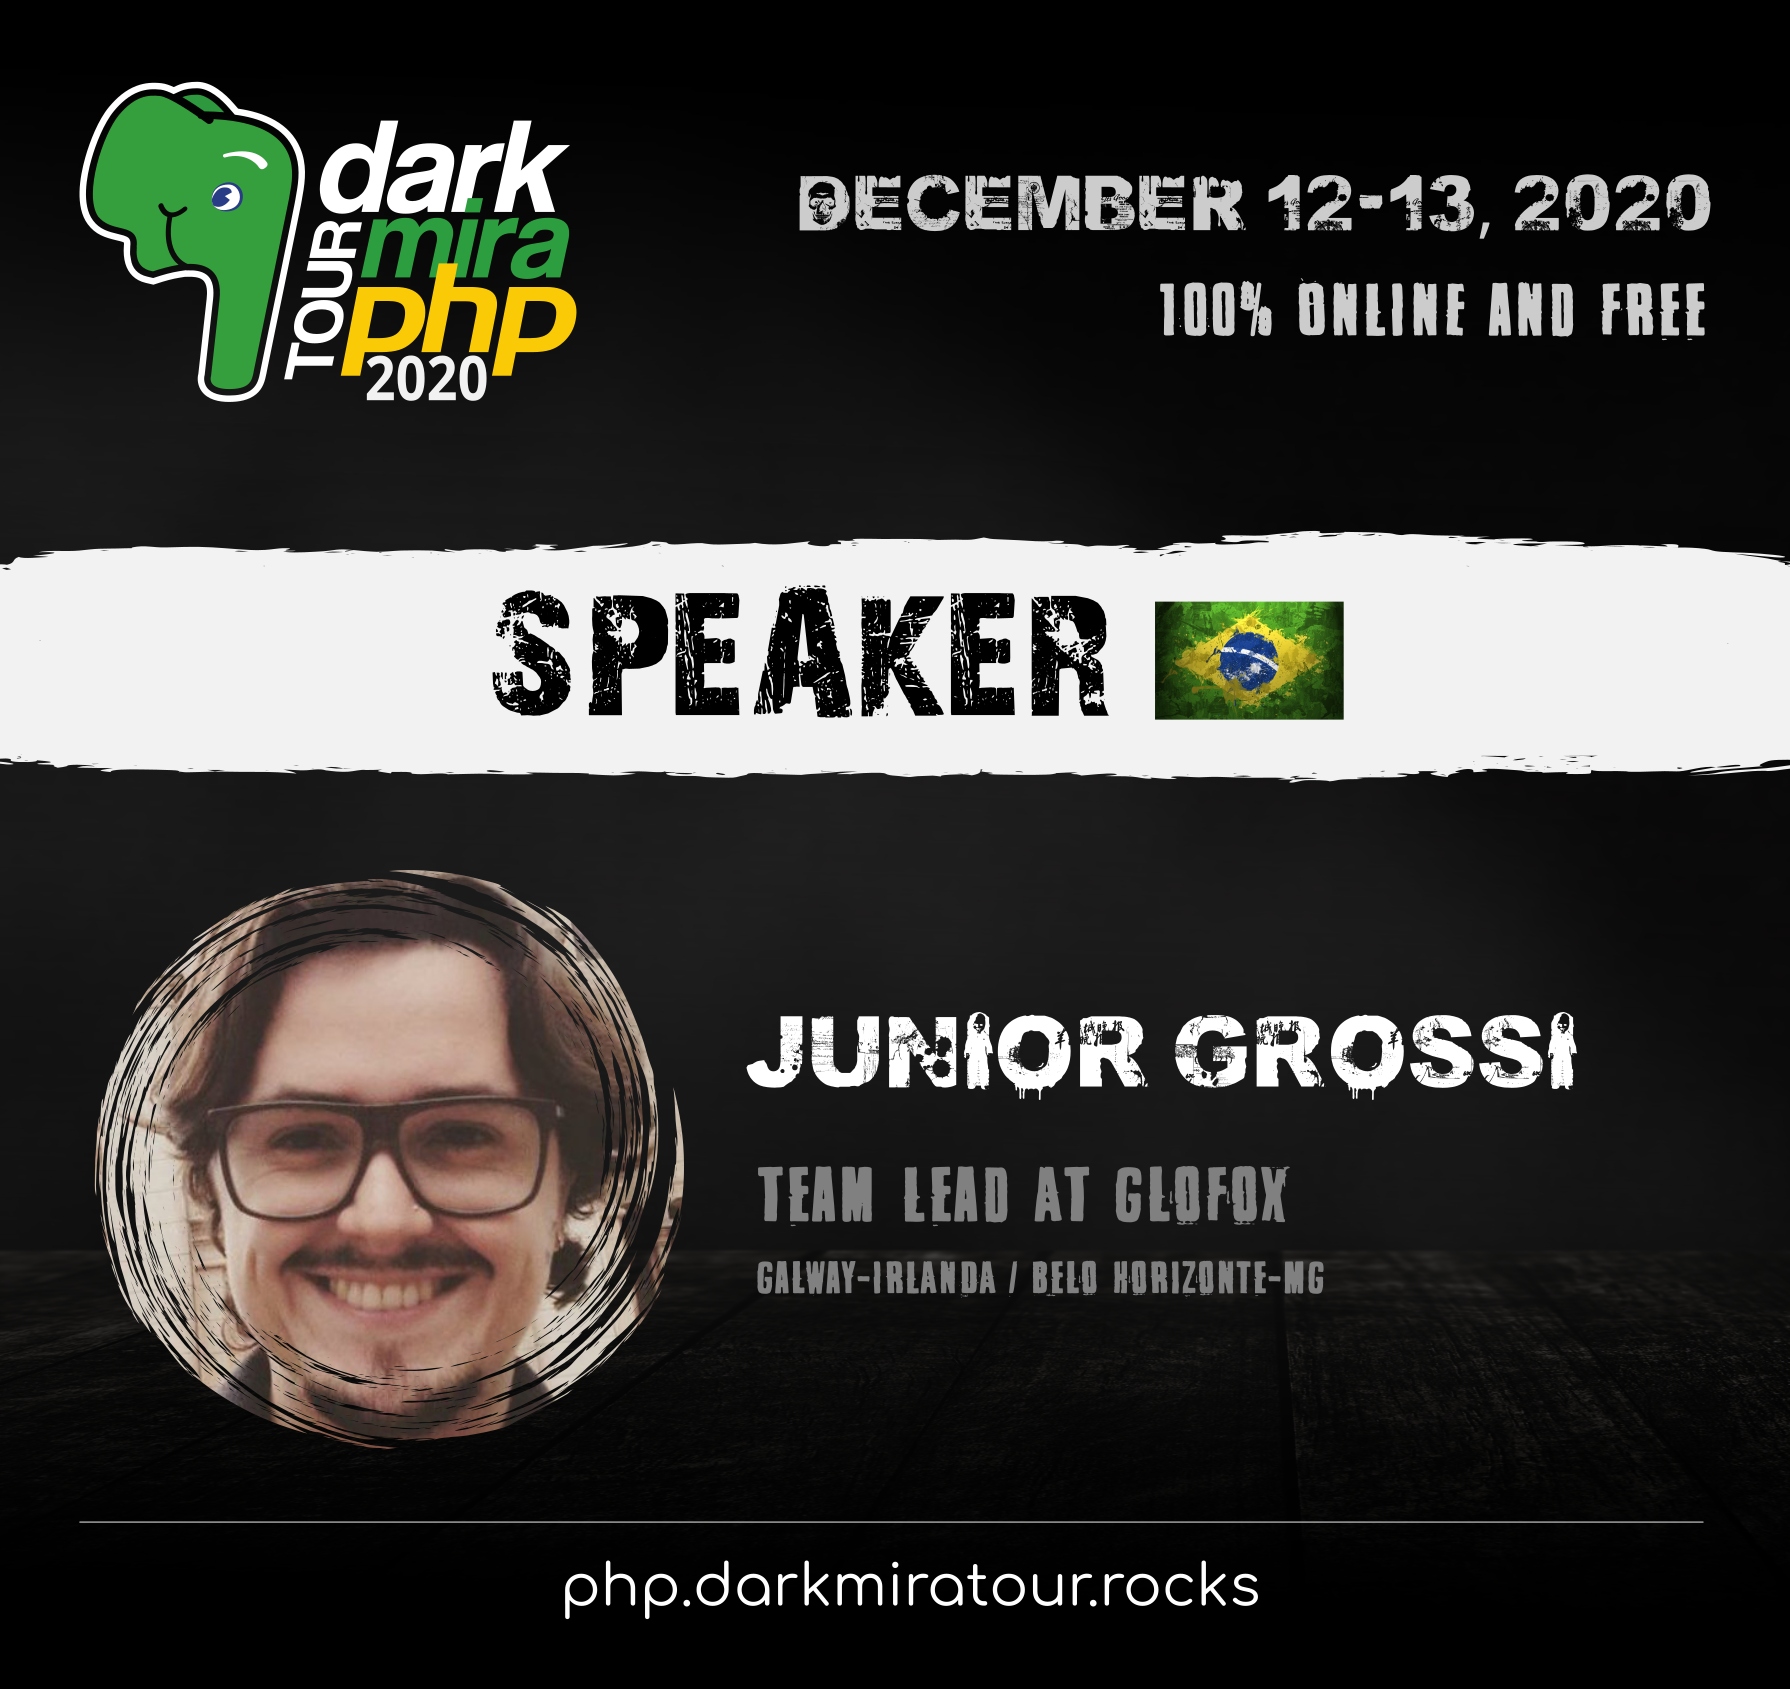 dark
mira
TOUR
php
2020
DECEMBER 12-13, 2020
100% ONLINE AND FREE
SPEAKER
JUNIOR GROSSI
TEAM LEAD AT GLOFOX
GALWAY-IRLANDA / BELO HORIZONTE-MG
php.darkmiratour.rocks